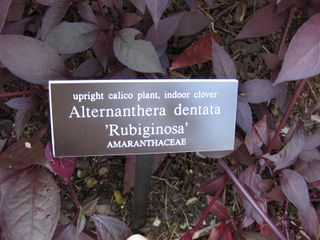 upright calico plant, indoor clover
Alternanthera dentata
'Rubiginosa'
AMARANTHACEAE